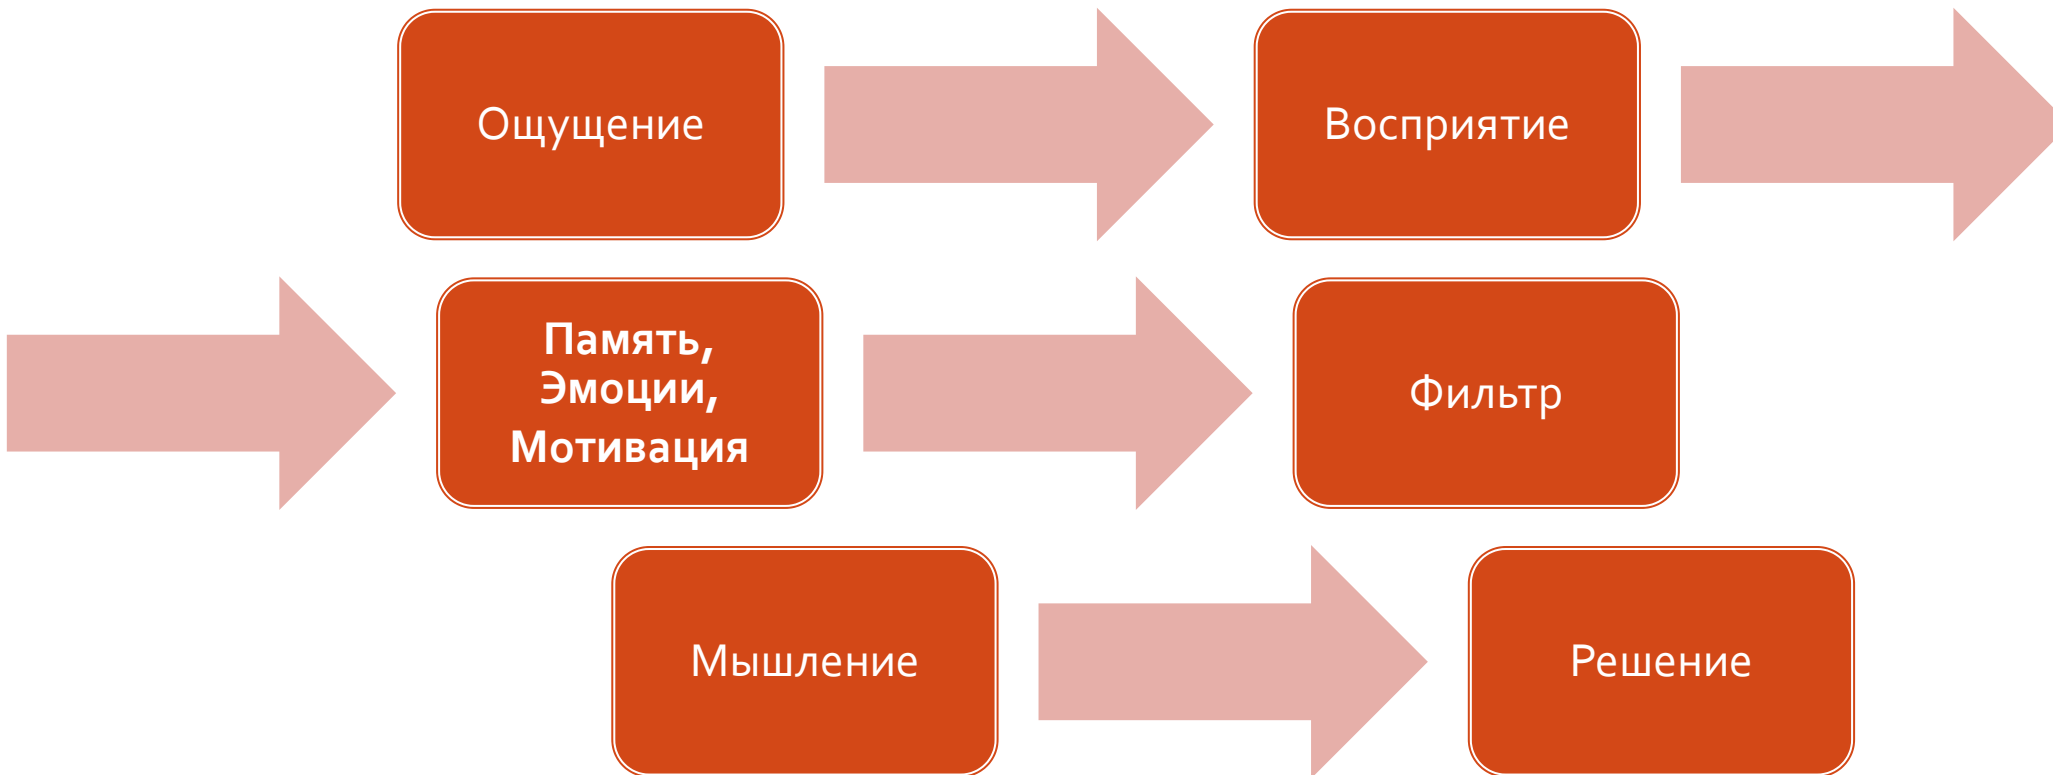 Ощущение
Восприятие
Память,
Эмоции,
Мотивация
Фильтр
Мышление
Решение